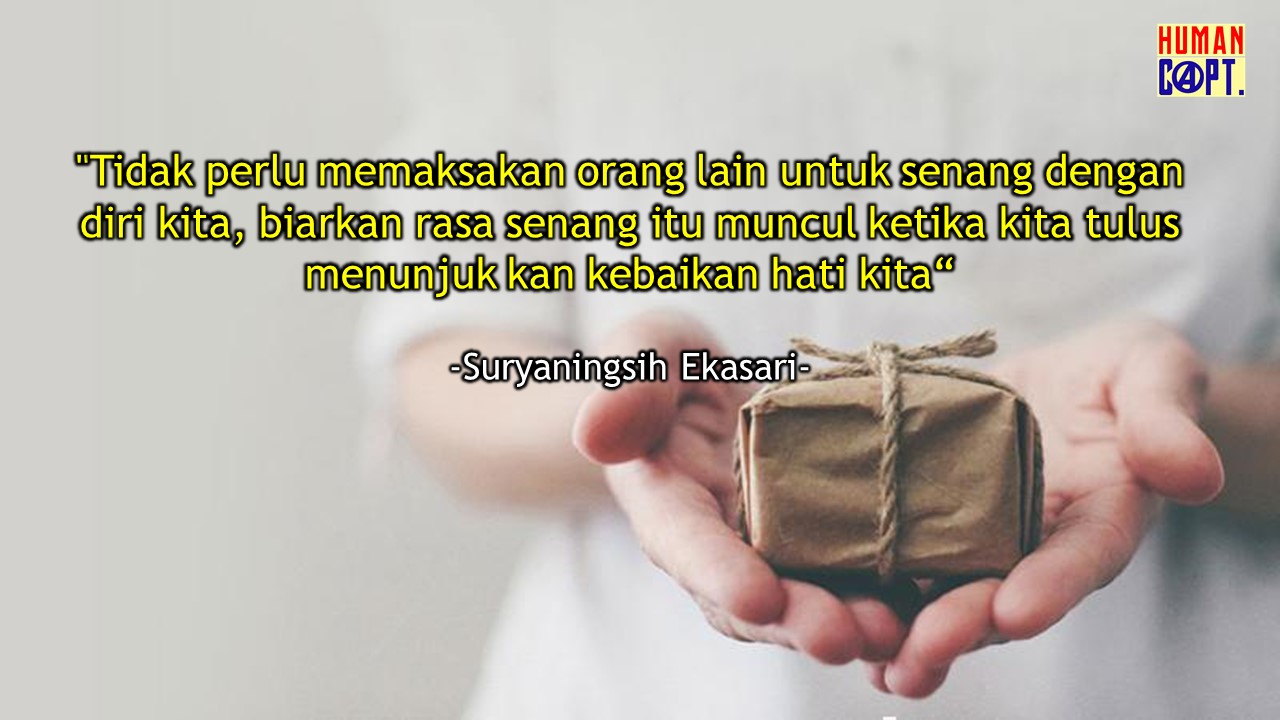 HUMAN
C@PT.
"Tidak perlu memaksakan orang lain untuk senang dengan
diri kita, biarkan rasa senang itu muncul ketika kita tulus
menunjuk kan kebaikan hati kita“
-Suryaningsih Ekasari-